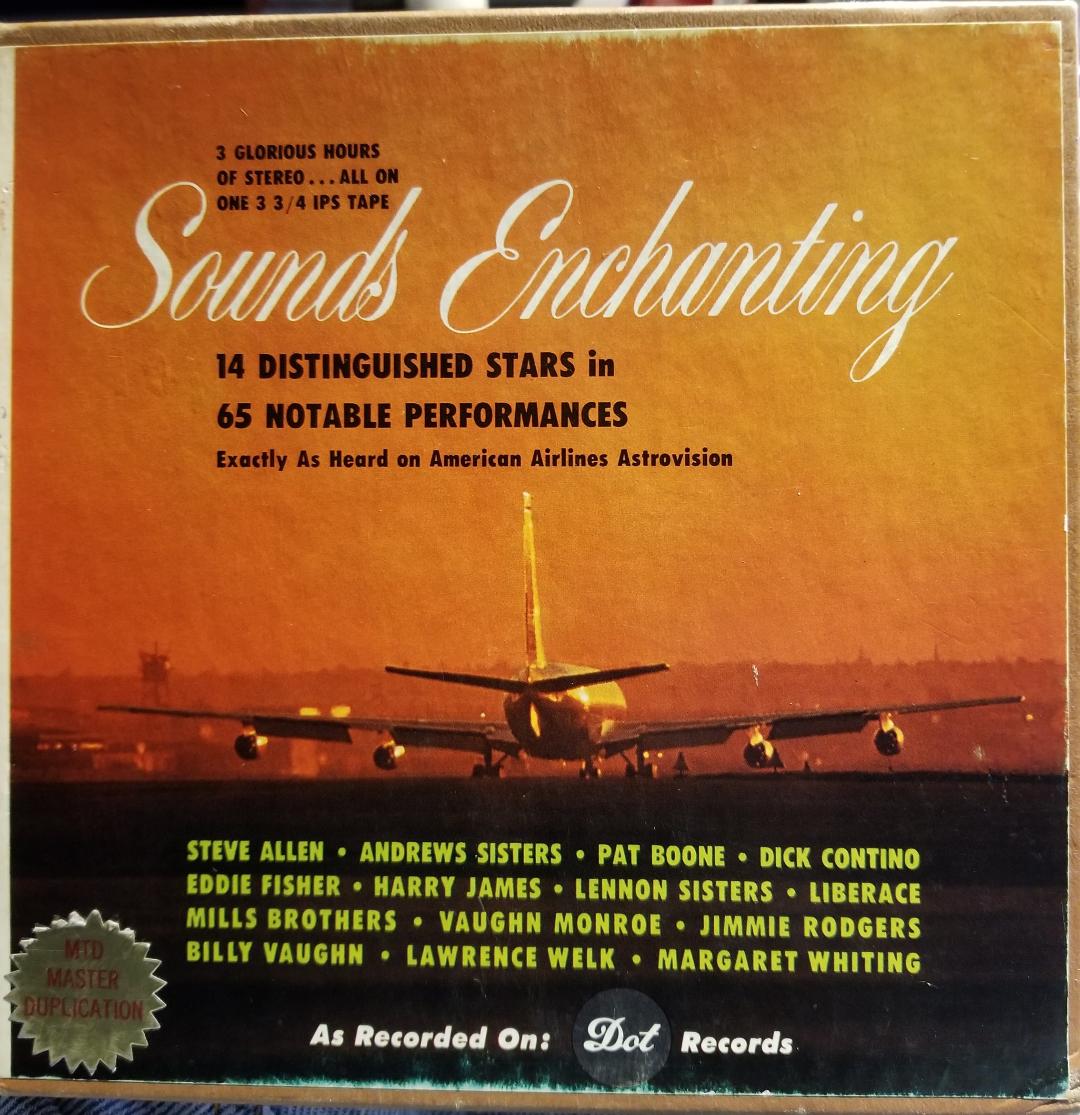 3 GLORIOUS HOURS
OF STEREO...ALL ON
ONE 3 3/4 IPS TAPE
Sounds Enchanting
14 DISTINGUISHED STARS in
65 NOTABLE PERFORMANCES
Exactly As Heard on American Airlines Astrovision
STEVE ALLEN • ANDREWS SISTERS • PAT BOONE • DICK CONTINO
EDDIE FISHER • HARRY JAMES • LENNON SISTERS • LIBERACE
MILLS BROTHERS • VAUGHN MONROE • JIMMIE RODGERS
BILLY VAUGHN • LAWRENCE WELK • MARGARET WHITING
MTD
MASTER
DUPLICATION
As Recorded On: Dot Records